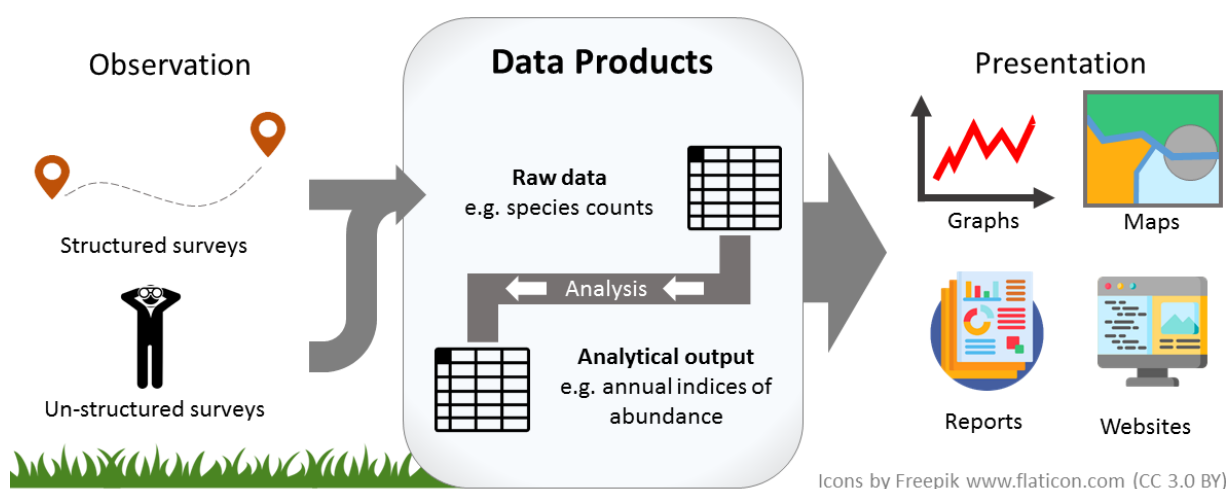 Observation
Structured surveys
Un-structured surveys
Data Products
Raw data
e.g. species counts
Analysis
Analytical output
e.g. annual indices of
abundance
Presentation
Graphs
Maps
Reports
Websites
Icons by Freepik www.flaticon.com (CC 3.0 BY)